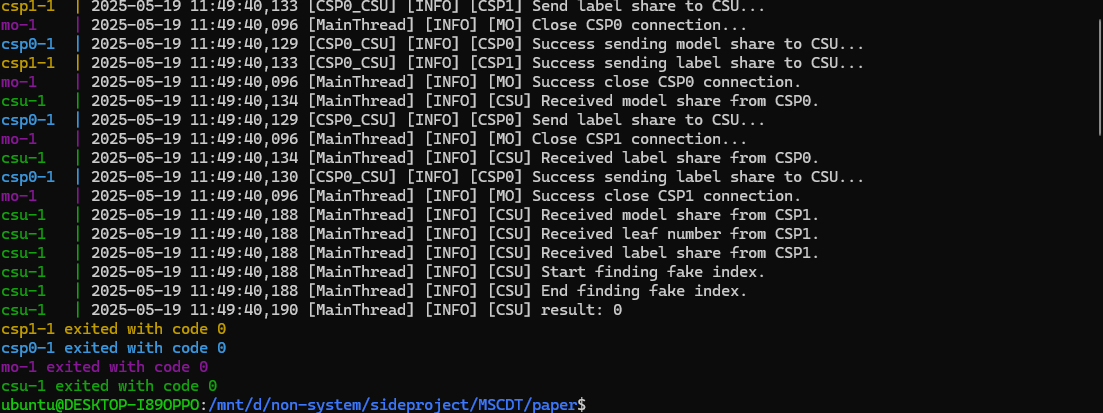 csp1-1  | 2025-05-19 11:49:40,133 [CSP0_CSU] [INFO] [CSP1] Send label share to CSU...
mo-1    | 2025-05-19 11:49:40,096 [MainThread] [INFO] [MO] Close CSP0 connection...
csp0-1  | 2025-05-19 11:49:40,129 [CSP0_CSU] [INFO] [CSP0] Success sending model share to CSU...
csp1-1  | 2025-05-19 11:49:40,133 [CSP0_CSU] [INFO] [CSP1] Success sending label share to CSU...
mo-1    | 2025-05-19 11:49:40,096 [MainThread] [INFO] [MO] Success close CSP0 connection.
csu-1   | 2025-05-19 11:49:40,134 [MainThread] [INFO] [CSU] Received model share from CSP0.
csp0-1  | 2025-05-19 11:49:40,129 [CSP0_CSU] [INFO] [CSP0] Send label share to CSU...
mo-1    | 2025-05-19 11:49:40,096 [MainThread] [INFO] [MO] Close CSP1 connection...
csu-1   | 2025-05-19 11:49:40,134 [MainThread] [INFO] [CSU] Received label share from CSP0.
csp0-1  | 2025-05-19 11:49:40,130 [CSP0_CSU] [INFO] [CSP0] Success sending label share to CSU...
mo-1    | 2025-05-19 11:49:40,096 [MainThread] [INFO] [MO] Success close CSP1 connection.
csu-1   | 2025-05-19 11:49:40,188 [MainThread] [INFO] [CSU] Received model share from CSP1.
csu-1   | 2025-05-19 11:49:40,188 [MainThread] [INFO] [CSU] Received leaf number from CSP1.
csu-1   | 2025-05-19 11:49:40,188 [MainThread] [INFO] [CSU] Received label share from CSP1.
csu-1   | 2025-05-19 11:49:40,188 [MainThread] [INFO] [CSU] Start finding fake index.
csu-1   | 2025-05-19 11:49:40,188 [MainThread] [INFO] [CSU] End finding fake index.
csu-1   | 2025-05-19 11:49:40,190 [MainThread] [INFO] [CSU] result: 0
csp1-1 exited with code 0
csp0-1 exited with code 0
mo-1 exited with code 0
csu-1 exited with code 0
ubuntu@DESKTOP-I89OPPO:/mnt/d/non-system/sideproject/MSCDT/paper$